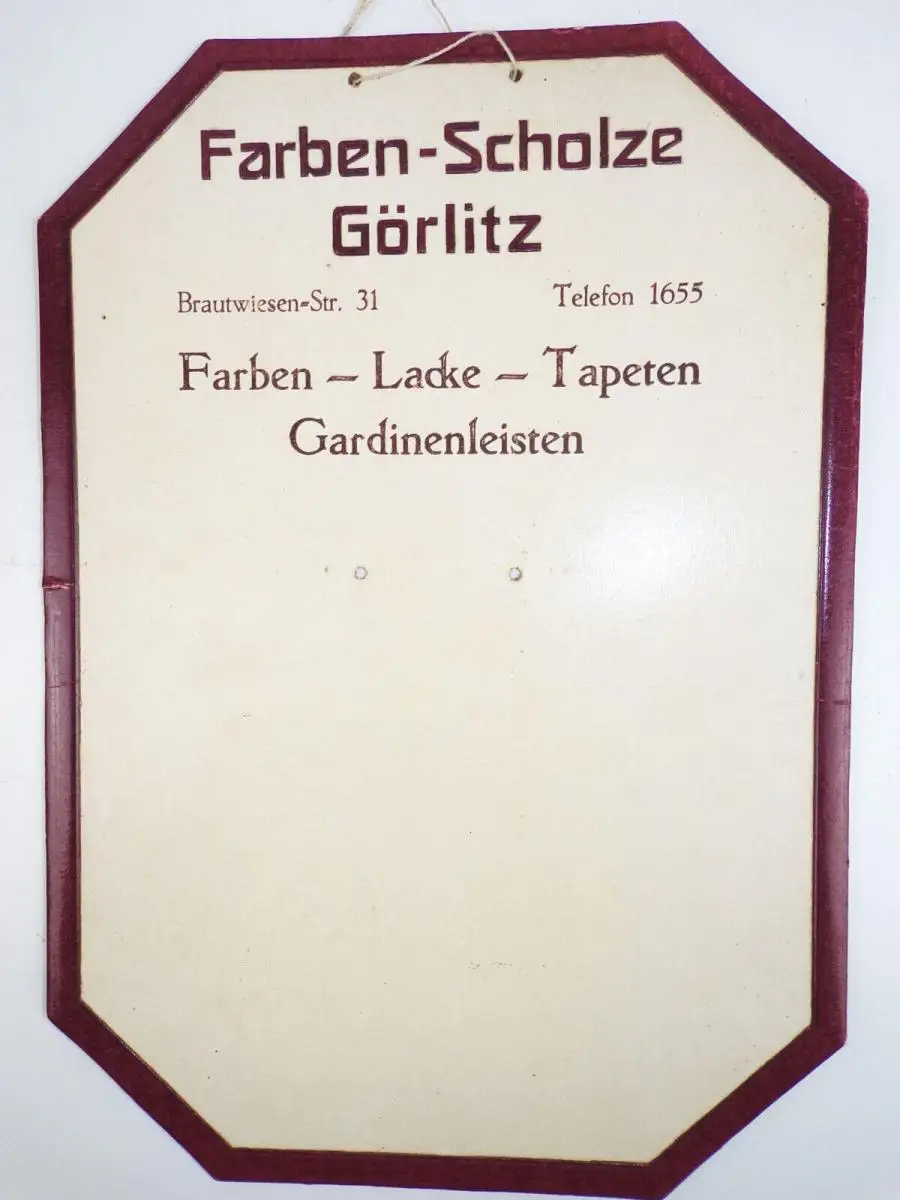 Farben-Scholze
Görlitz
Brautwiesen-Str. 31 Telefon 1655
Farben – Lacke – Tapeten
Gardinenleisten